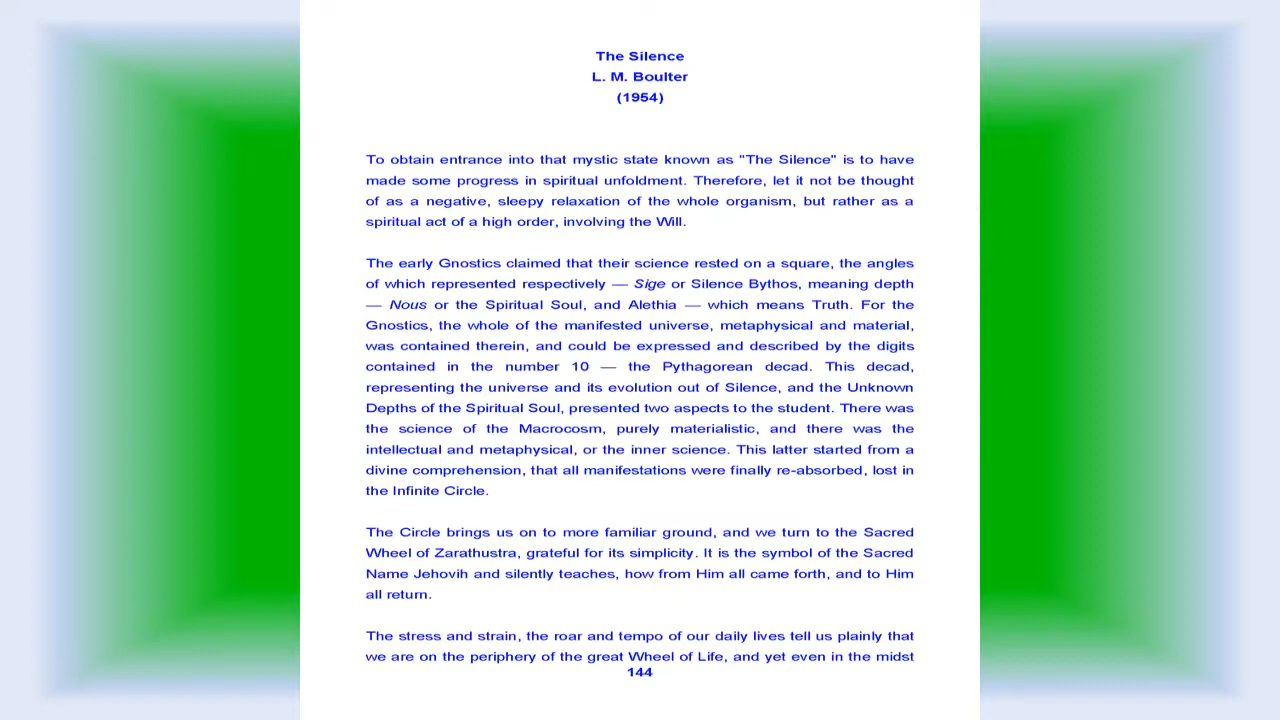 The Silence
L. M. Boulter
(1954)
To obtain entrance into that mystic state known as "The Silence" is to have
made some progress in spiritual unfoldment. Therefore, let it not be thought
of as a negative, sleepy relaxation of the whole organism, but rather as a
spiritual act of a high order, involving the Will.
The early Gnostics claimed that their science rested on a square, the angles
of which represented respectively — Sige or Silence Bythos, meaning depth
— Nous or the Spiritual Soul, and Alethia — which means Truth. For the
Gnostics, the whole of the manifested universe, metaphysical and material,
was contained therein, and could be expressed and described by the digits
contained in the number 10 — the Pythagorean decad. This decad,
representing the universe and its evolution out of Silence, and the Unknown
Depths of the Spiritual Soul, presented two aspects to the student. There was
the science of the Macrocosm, purely materialistic, and there was the
intellectual and metaphysical, or the inner science. This latter started from a
divine comprehension, that all manifestations were finally re-absorbed, lost in
the Infinite Circle.
The Circle brings us on to more familiar ground, and we turn to the Sacred
Wheel of Zarathustra, grateful for its simplicity. It is the symbol of the Sacred
Name Jehovih and silently teaches, how from Him all came forth, and to Him
all return.
The stress and strain, the roar and tempo of our daily lives tell us plainly that
we are on the periphery of the great Wheel of Life, and yet even in the midst
144